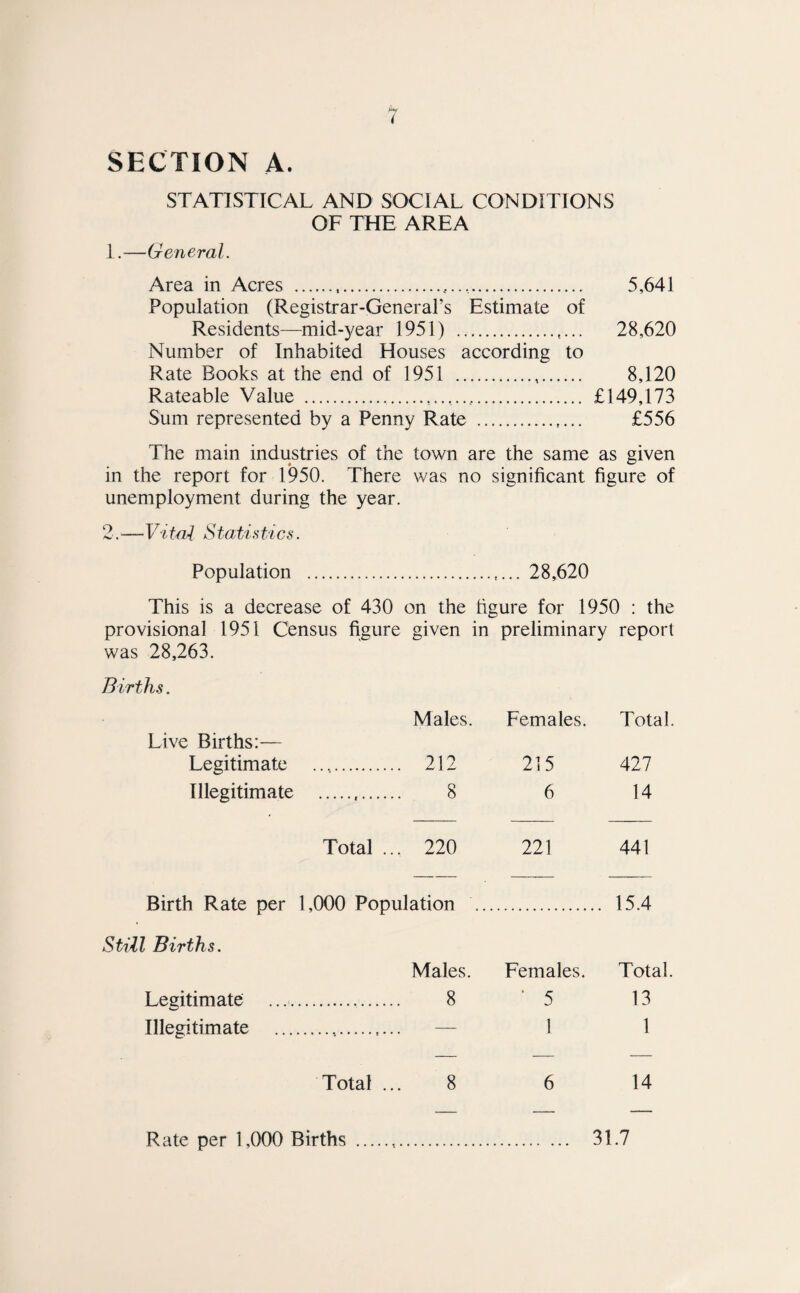 7
SECTION A.
STATISTICAL AND SOCIAL CONDITIONS
OF THE AREA
1.—General.
Area in Acres ........................................ 5,641
Population (Registrar-General's Estimate of
Residents—mid-year 1951) .................... 28,620
Number of Inhabited Houses according to
Rate Books at the end of 1951 .................... 8,120
Rateable Value ........................................ £149,173
Sum represented by a Penny Rate ................ £556
The main industries of the town are the same as given
in the report for 1950. There was no significant figure of
unemployment during the year.
2.—Vital Statistics.
Population ................................ 28,620
This is a decrease of 430 on the figure for 1950 : the
provisional 1951 Census figure given in preliminary report
was 28,263.
Births.
Males. Females. Total.
Live Births:—
Legitimate .............. 212 215 427
Illegitimate ............ 8 6 14
Total ... 220 221 441
Birth Rate per 1,000 Population .................... 15.4
Still Births.
Males. Females. Total.
Legitimate .................... 8 5 13
Illegitimate .................. — 1 1
Total ... 8 6 14
Rate per 1,000 Births ................................ 31.7